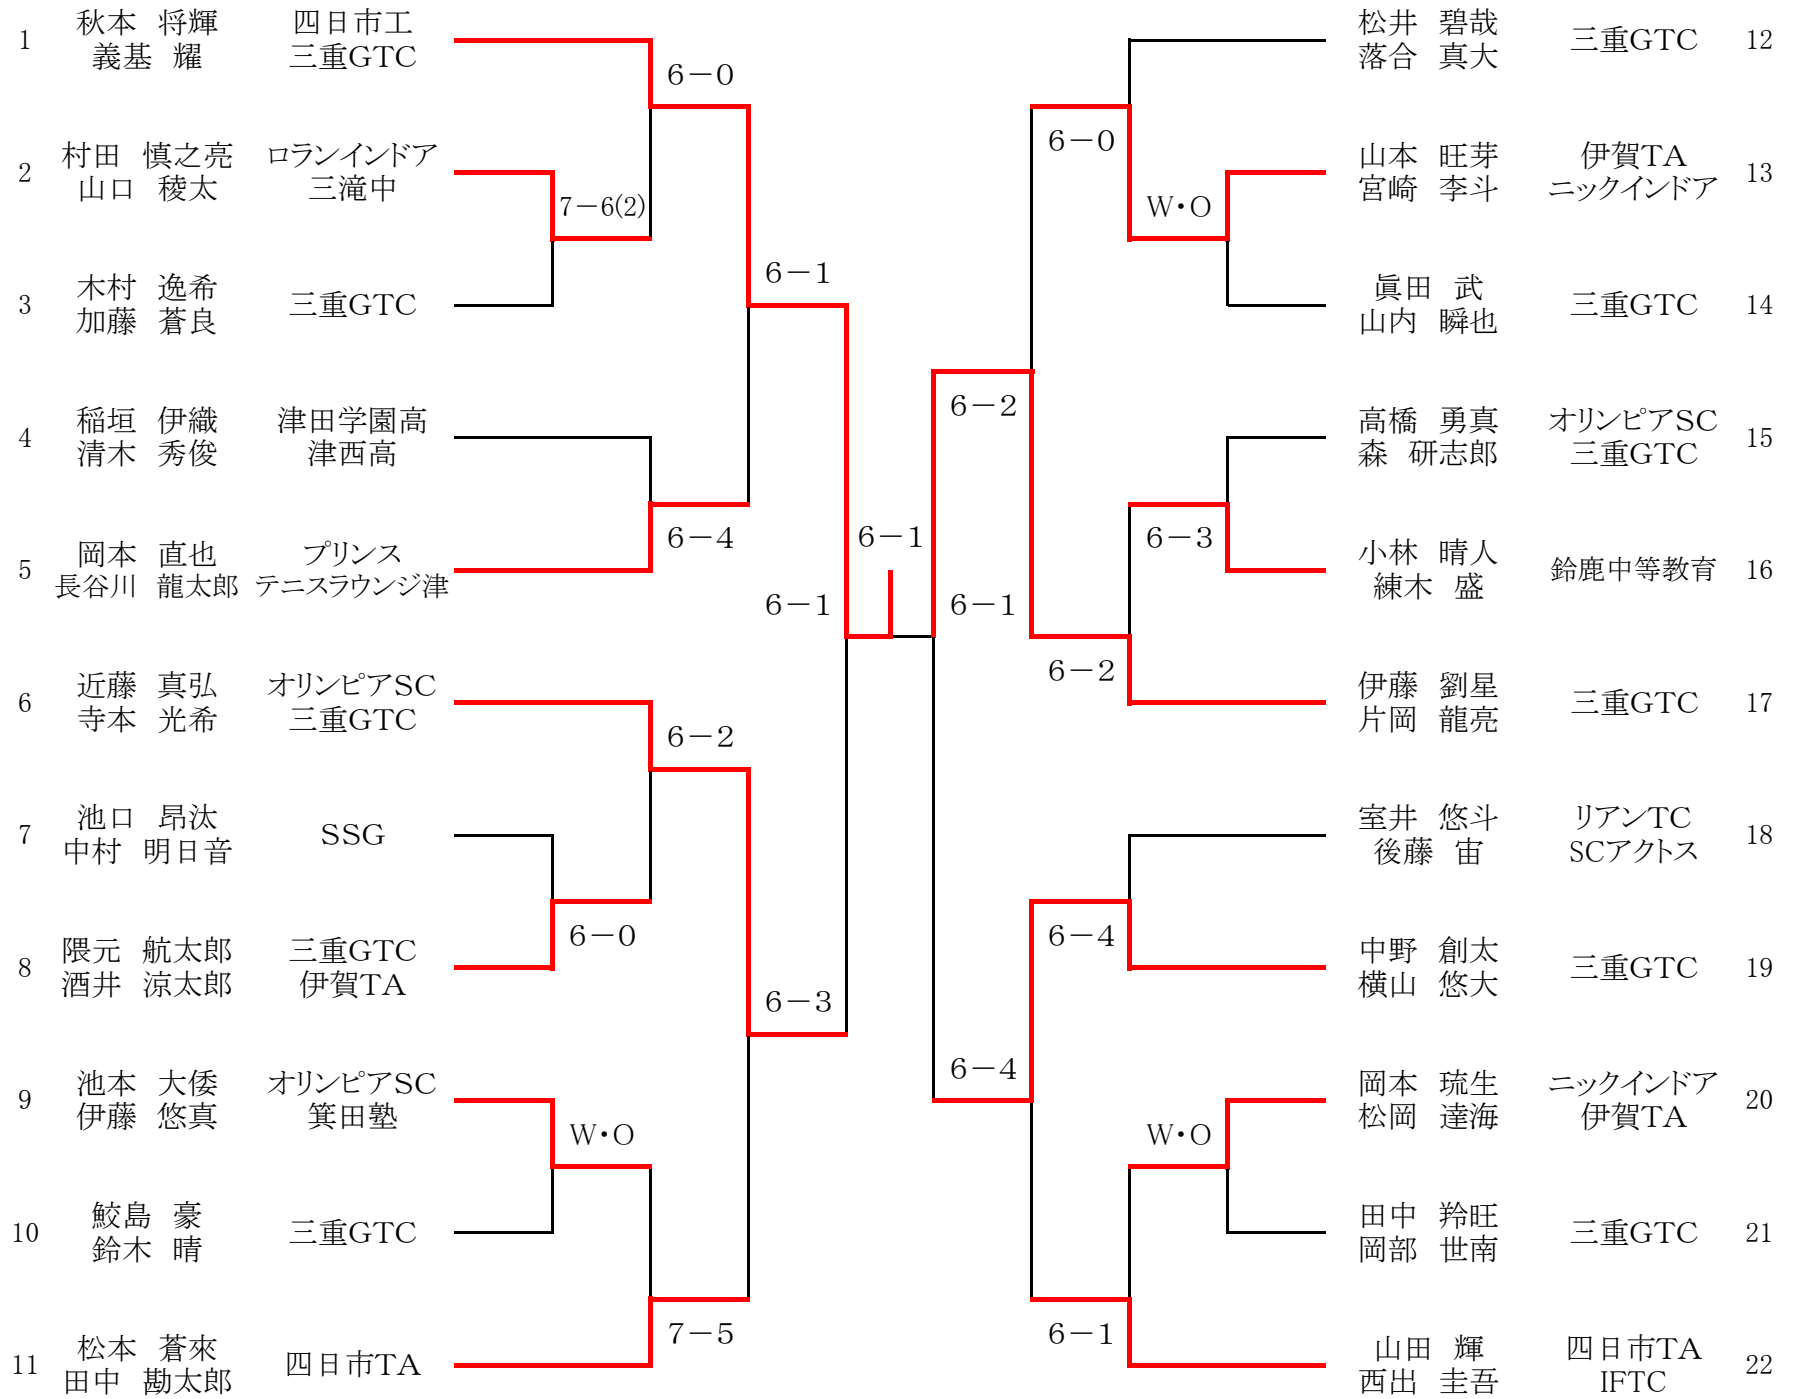 1 秋本 将輝 四日市工
義基 耀 三重GTC
2 村田 慎之亮 ロランインドア
山口 稜太 三滝中
3 木村 逸希 三重GTC
加藤 蒼良
4 稲垣 伊織 津田学園高
清木 秀俊 津西高
5 岡本 直也 プリンス
長谷川 龍太郎 テニスラウンジ津
6 近藤 真弘 オリンピアSC
寺本 光希 三重GTC
7 池口 昂汰 SSG
中村 明日音
8 隈元 航太郎 三重GTC
酒井 涼太郎 伊賀TA
9 池本 大倭 オリンピアSC
伊藤 悠真 箕田塾
10 鮫島 豪 三重GTC
鈴木 晴
11 松本 蒼來 四日市TA
田中 勘太郎
7-6(2)
6-0
W・O
6-0
6-4
6-2
7-5
6-1
6-3
6-1
6-1
6-1
6-2
6-4
6-0
6-2
6-4
6-1
W・O
6-3
W・O
松井 碧哉 三重GTC 12
落合 真大
山本 旺芽 伊賀TA 13
宮崎 李斗 ニックインドア
眞田 武 三重GTC 14
山内 瞬也
高橋 勇真 オリンピアSC 15
森 研志郎 三重GTC
小林 晴人 鈴鹿中等教育 16
練木 盛
伊藤 劉星 三重GTC 17
片岡 龍亮
室井 悠斗 リアンTC 18
後藤 宙 SCアクトス
中野 創太 三重GTC 19
横山 悠大
岡本 琉生 ニックインドア 20
松岡 達海 伊賀TA
田中 羚旺 三重GTC 21
岡部 世南
山田 輝 四日市TA 22
西出 圭吾 IFTC